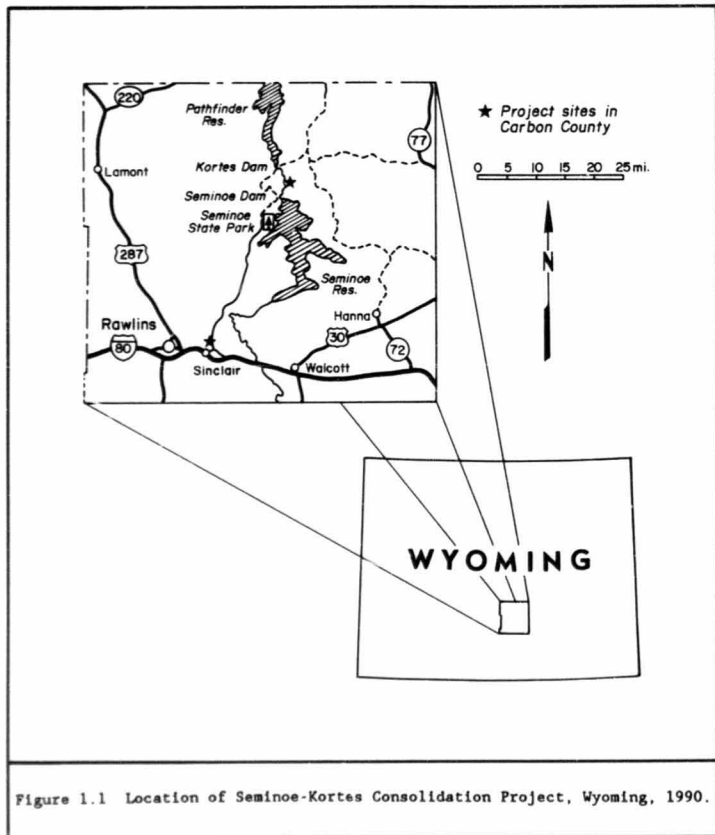 220
Pathfinder
Res.
77
★ Project sites in
Carbon County
0 5 10 15 20 25 mi.
Lamont
Kortes Dam
Seminoe Dam
Seminoe
State Park
287
N
Seminoe
Res.
Rawlins
Hanna
30
80
72
Sinclair
Walcott
WYOMING
Figure 1.1 Location of Seminoe-Kortes Consolidation Project, Wyoming, 1990.